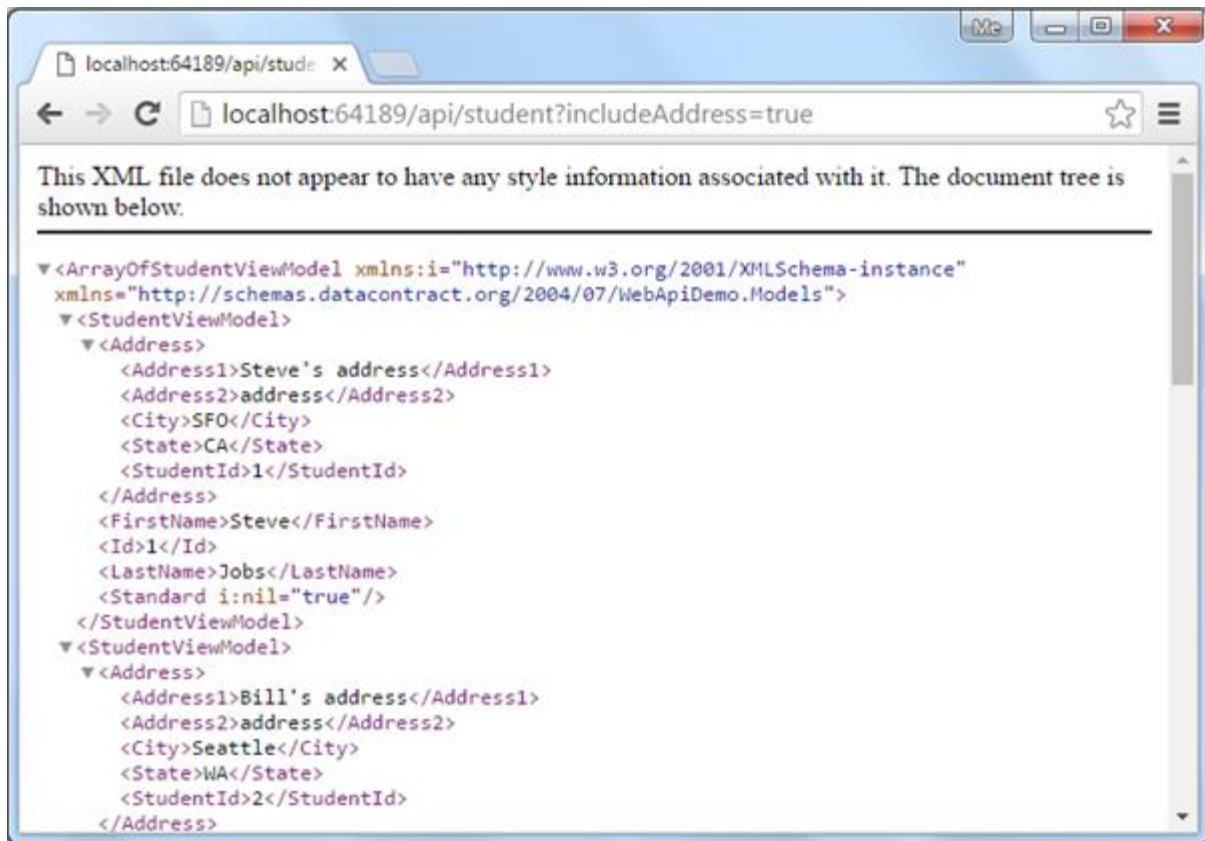 Me
localhost:64189/api/stude
localhost:64189/api/student?includeAddress=true
This XML file does not appear to have any style information associated with it. The document tree is
shown below.
▼<ArrayOfStudentViewModel xmlns:i="http://www.w3.org/2001/XMLSchema-instance"
xmlns="http://schemas.datacontract.org/2004/07/WebApiDemo.Models">
▼<StudentViewModel>
▼<Address>
<Address1>Steve's address</Address1>
<Address2>address</Address2>
<City>SFO</City>
<State>CA</State>
<StudentId>1</StudentId>
</Address>
<FirstName>Steve</FirstName>
<Id>1</Id>
<LastName>Jobs</LastName>
<Standard i:nil="true"/>
</StudentViewModel>
▼<StudentViewModel>
▼<Address>
<Address1>Bill's address</Address1>
<Address2>address</Address2>
<City>Seattle</City>
<State>WA</State>
<StudentId>2</StudentId>
</Address>